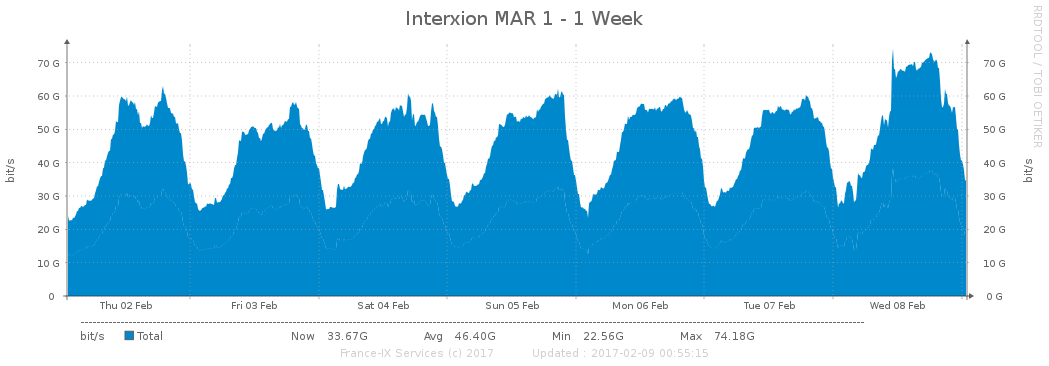 Interxion MAR 1 - 1 Week
RRDTOOL / TOBI OETIKER
bit/s
70 G
60 G
50 G
40 G
30 G
20 G
10 G
0
70 G
60 G
50 G
40 G
30 G
20 G
10 G
0 G
bit/s
Thu 02 Feb Fri 03 Feb Sat 04 Feb Sun 05 Feb Mon 06 Feb Tue 07 Feb Wed 08 Feb
bit/s Total Now 33.67G Avg 46.40G Min 22.56G Max 74.18G
France-IX Services (c) 2017 Updated : 2017-02-09 00:55:15